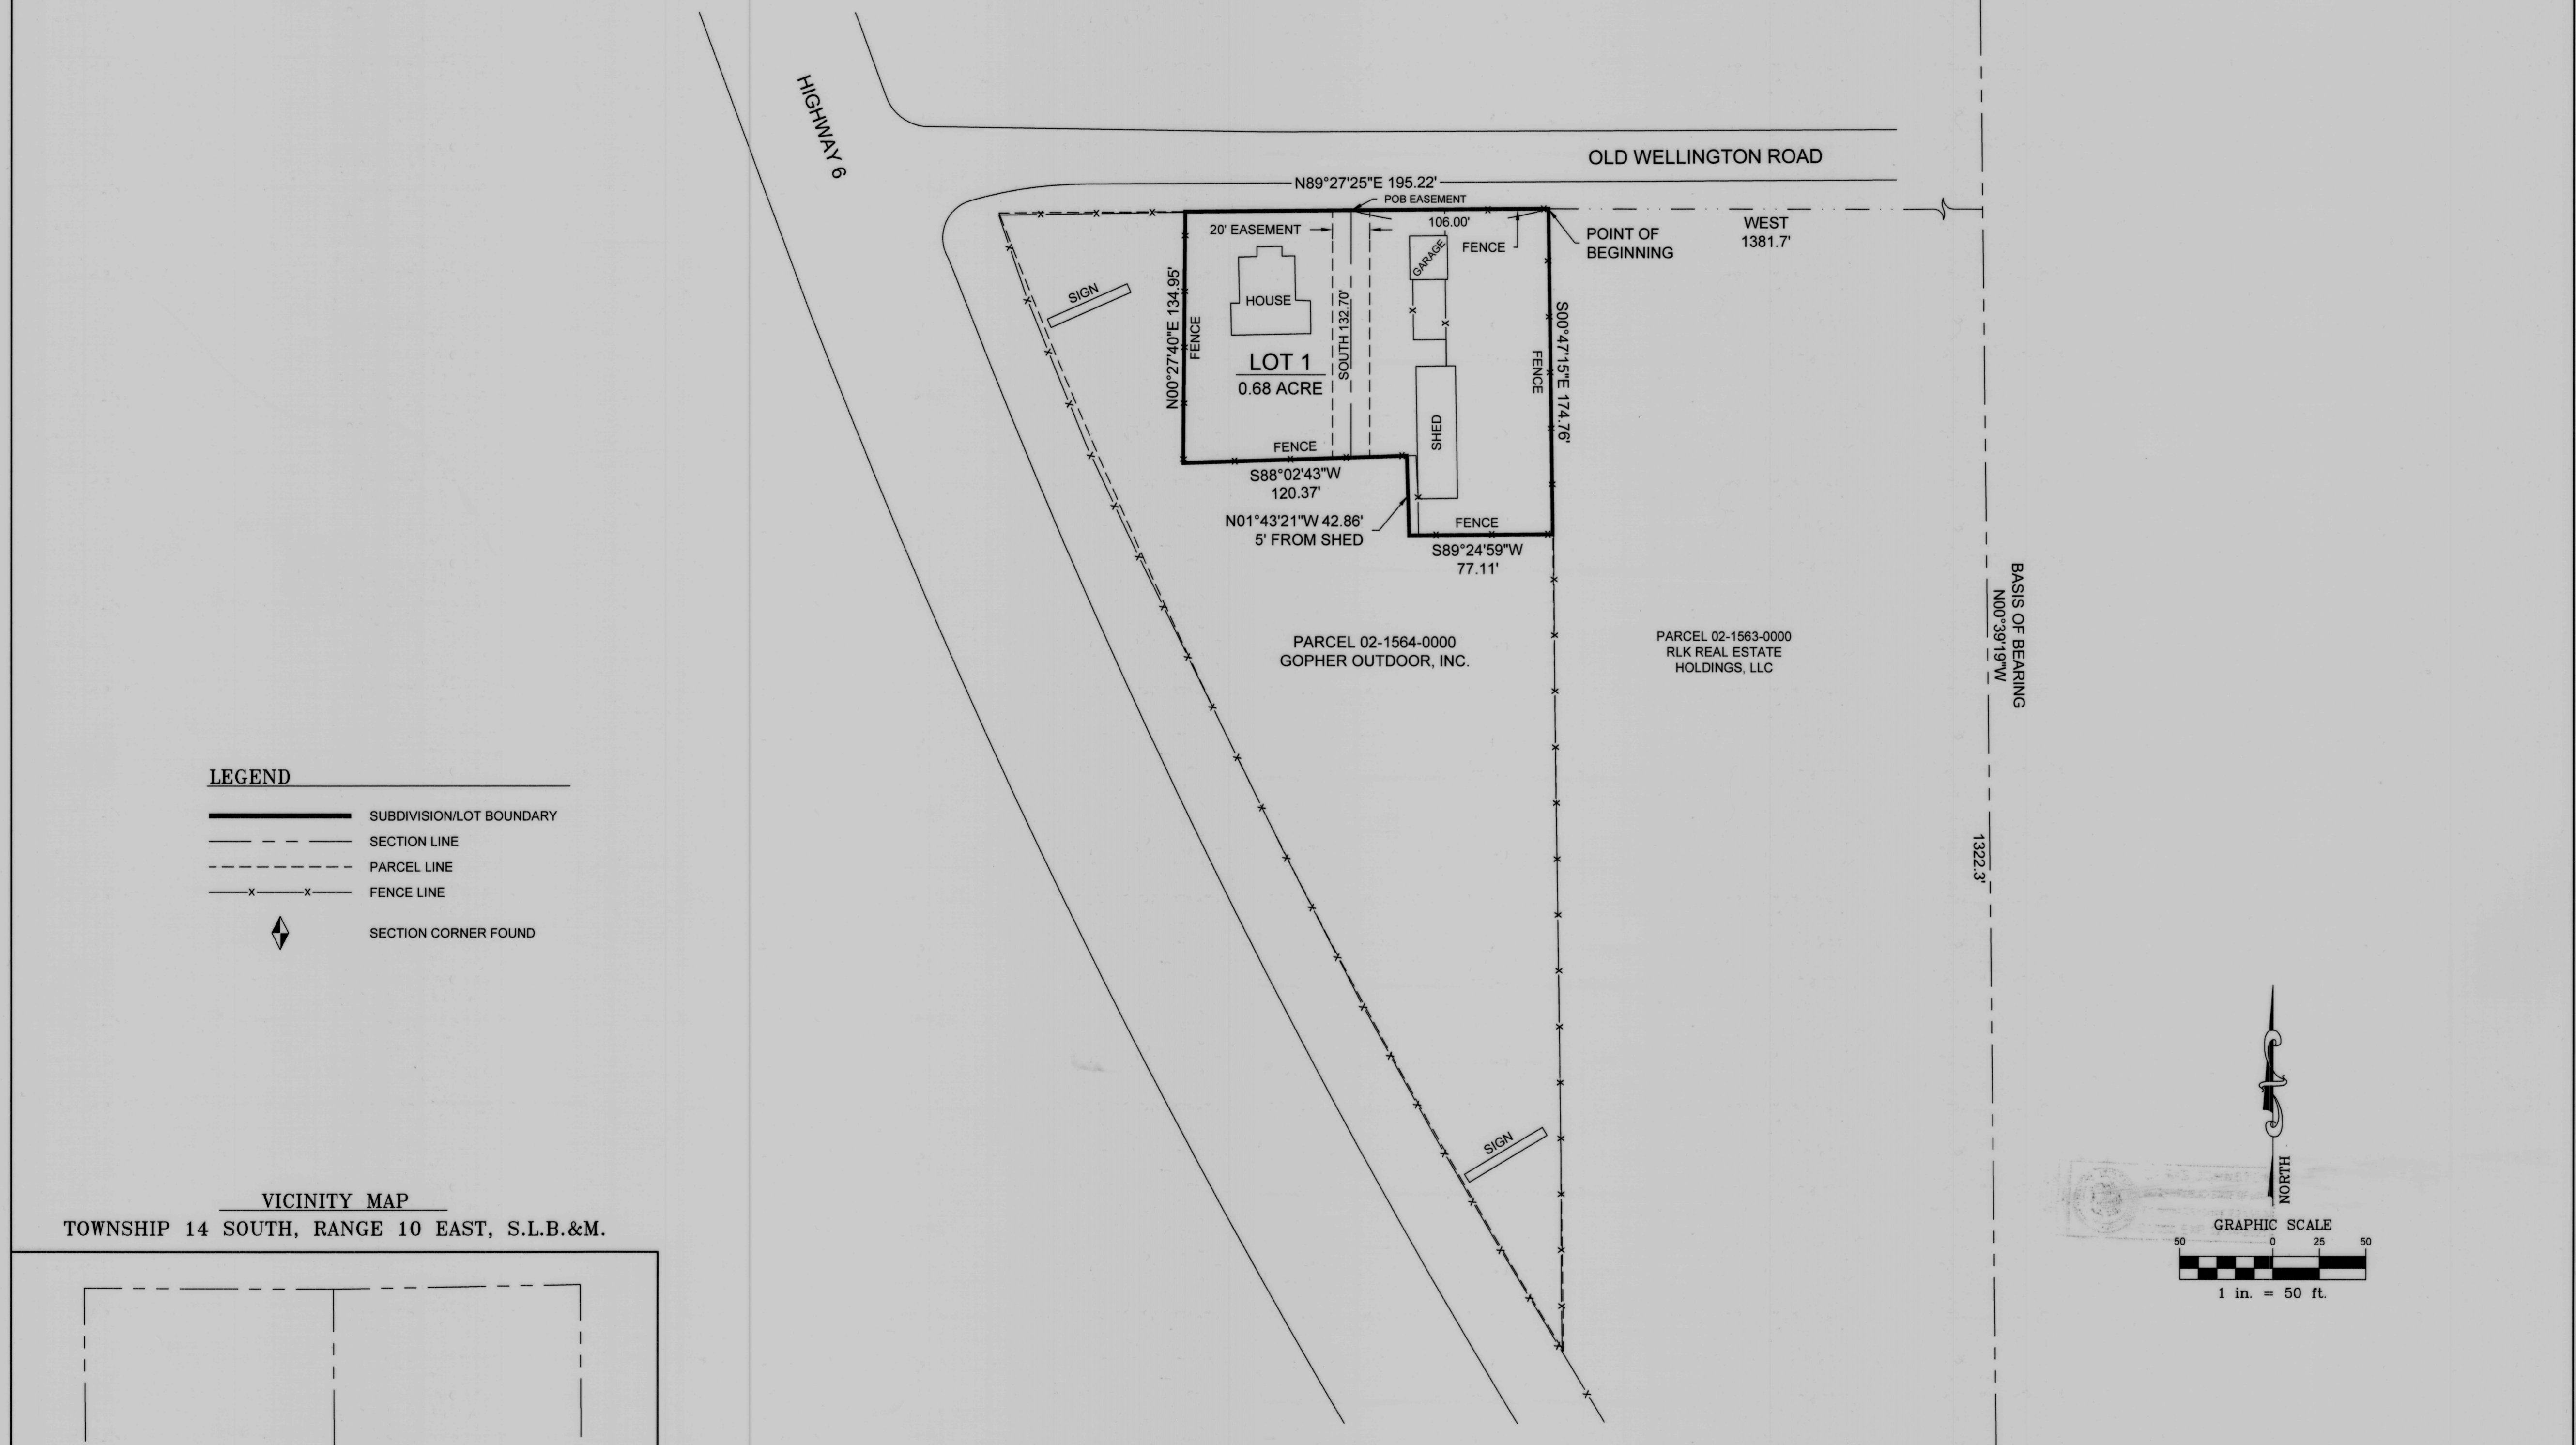 HIGHWAY 6
OLD WELLINGTON ROAD
N89°27'25"E 195.22'
POB EASEMENT
106.00'
20' EASEMENT
FENCE
GARAGE
POINT OF
BEGINNING
WEST
1381.7'
SIGN
HOUSE
N00°27'40"E 134.95'
FENCE
SOUTH 132.70'
LOT 1
0.68 ACRE
SHED
FENCE
S00°47'15"E 174.76'
FENCE
S88°02'43"W
120.37'
N01°43'21"W 42.86'
5' FROM SHED
FENCE
S89°24'59"W
77.11'
PARCEL 02-1564-0000
GOPHER OUTDOOR, INC.
PARCEL 02-1563-0000
RLK REAL ESTATE
HOLDINGS, LLC
BASIS OF BEARING
N00°39'19"W
1322.3'
LEGEND
SUBDIVISION/LOT BOUNDARY
SECTION LINE
PARCEL LINE
X X FENCE LINE
SECTION CORNER FOUND
SIGN
VICINITY MAP
TOWNSHIP 14 SOUTH, RANGE 10 EAST, S.L.B.&M.
NORTH
GRAPHIC SCALE
50 0 25 50
1 in. = 50 ft.